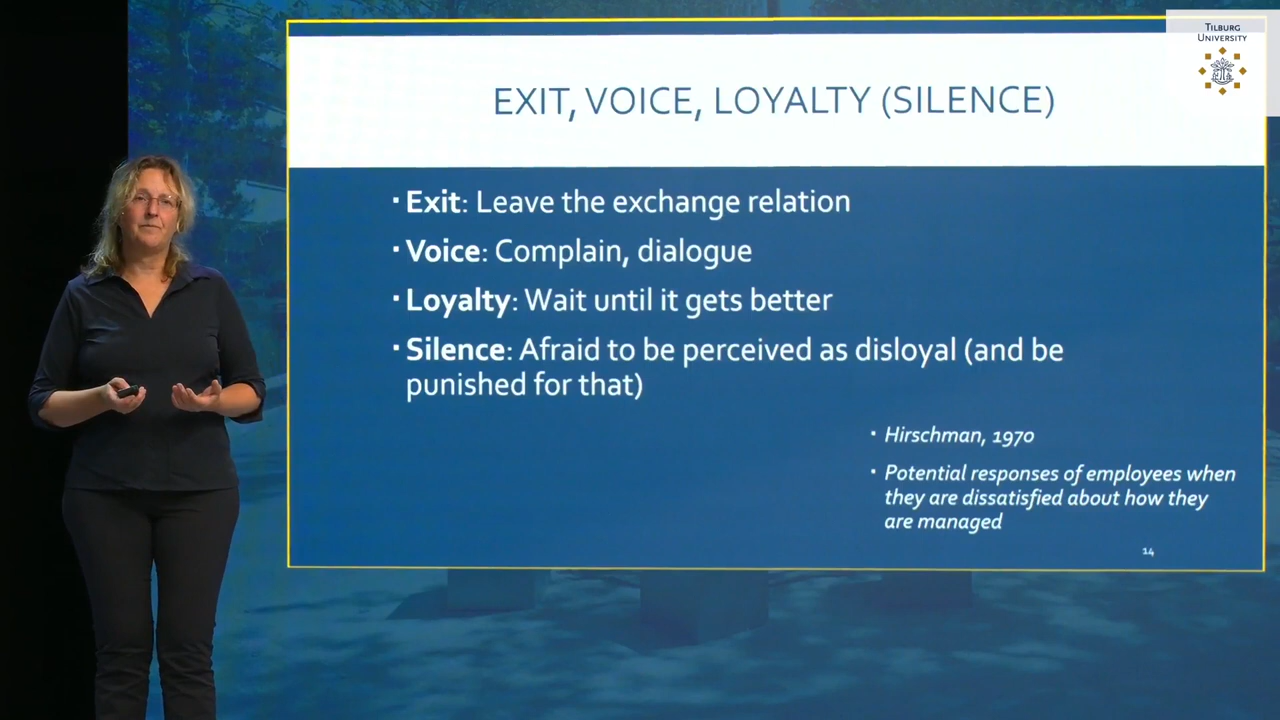 TILBURG
UNIVERSITY
EXIT, VOICE, LOYALTY (SILENCE)
▪ Exit: Leave the exchange relation
▪ Voice: Complain, dialogue
▪ Loyalty: Wait until it gets better
▪ Silence: Afraid to be perceived as disloyal (and be
punished for that)
▪ Hirschman, 1970
▪ Potential responses of employees when
they are dissatisfied about how they
are managed
14